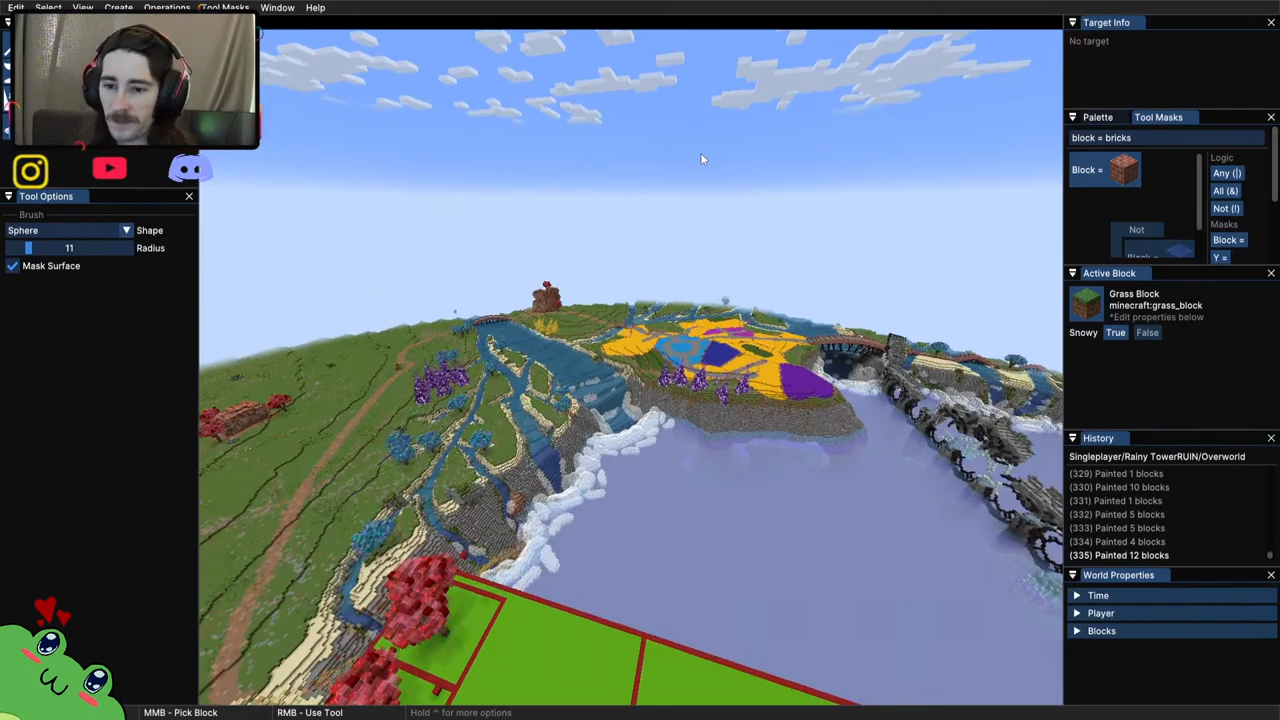 Edit Select View Create Operations Tool Masks Window Help
Tool Options
Brush
Sphere Shape
11 Radius
Mask Surface
Target Info
No target
Palette Tool Masks
block = bricks
Block =
Logic
Any (|)
All (&)
Not (!)
Masks
Block =
Y =
Not
Block =
Active Block
Grass Block
minecraft:grass_block
*Edit properties below
Snowy True False
History
Singleplayer/Rainy TowerRUIN/Overworld
(329) Painted 1 blocks
(330) Painted 10 blocks
(331) Painted 1 blocks
(332) Painted 5 blocks
(333) Painted 5 blocks
(334) Painted 4 blocks
(335) Painted 12 blocks
World Properties
Time
Player
Blocks
MMB - Pick Block RMB - Use Tool Hold ^ for more options